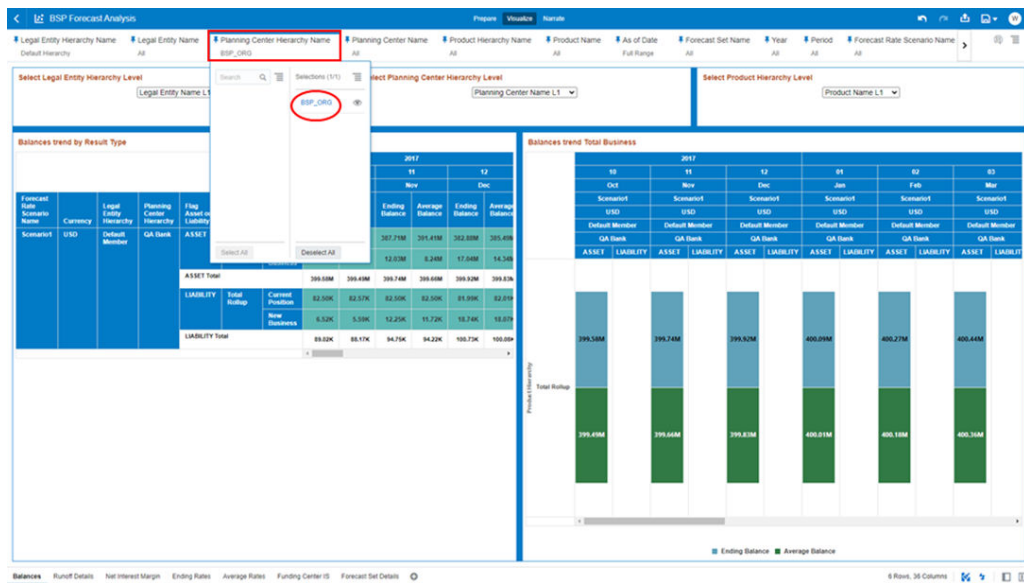 BSP Forecast Analysis
Prepare Visualize Narrate
W
Legal Entity Hierarchy Name Legal Entity Name Planning Center Hierarchy Name Planning Center Name Product Hierarchy Name Product Name As of Date Forecast Set Name Year Period Forecast Rate Scenario Name
Default Hierarchy All BSP_ORG All All All Full Range All All All All
Select Legal Entity Hierarchy Level
Legal Entity Name L1
Search
Selections (1/1)
BSP_ORG
Select All Deselect All
lect Planning Center Hierarchy Level
Planning Center Name L1
Select Product Hierarchy Level
Product Name L1
Balances trend by Result Type
2017
11 12
Nov Dec
Forecast Rate Scenario Name Currency Legal Entity Hierarchy Planning Center Hierarchy Flag Asset or Liability Ending Balance Average Balance Ending Balance Average Balance
Scenario1 USD Default Member QA Bank ASSET 387.71M 391.41M 382.88M 385.49M
12.03M 8.24M 17.04M 14.34M
ASSET Total 399.58M 399.49M 399.74M 399.66M 399.92M 399.83M
LIABILITY Total Rollup Current Position 82.50K 82.57K 82.50K 82.50K 81.99K 82.01K
New Business 6.52K 5.59K 12.25K 11.72K 18.74K 18.07K
LIABILITY Total 89.02K 88.17K 94.75K 94.22K 100.73K 100.08K
Balances trend Total Business
2017
10 11 12 01 02 03
Oct Nov Dec Jan Feb Mar
Scenario1 Scenario1 Scenario1 Scenario1 Scenario1 Scenario1
USD USD USD USD USD USD
Default Member Default Member Default Member Default Member Default Member Default Member
QA Bank QA Bank QA Bank QA Bank QA Bank QA Bank
ASSET LIABILITY ASSET LIABILITY ASSET LIABILITY ASSET LIABILITY ASSET LIABILITY ASSET LIABILIT
399.58M 399.74M 399.92M 400.09M 400.27M 400.44M
Product Hierarchy
Total Rollup
399.49M 399.66M 399.83M 400.01M 400.18M 400.36M
Ending Balance Average Balance
Balances Runoff Details Net Interest Margin Ending Rates Average Rates Funding Center IS Forecast Set Details
6 Rows, 36 Columns